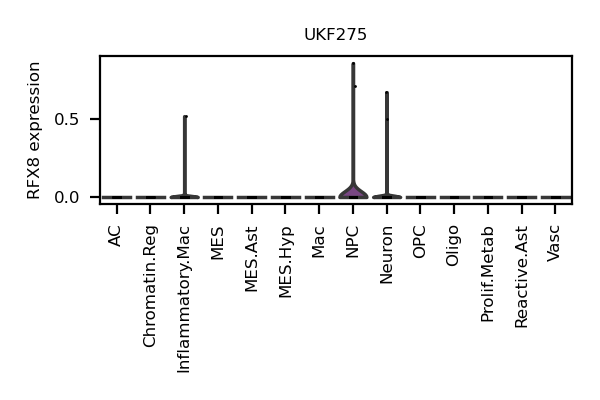 UKF275
RFX8 expression
0.5
0.0
AC
Chromatin.Reg
Inflammatory.Mac
MES
MES.Ast
MES.Hyp
Mac
NPC
Neuron
OPC
Oligo
Prolif.Metab
Reactive.Ast
Vasc